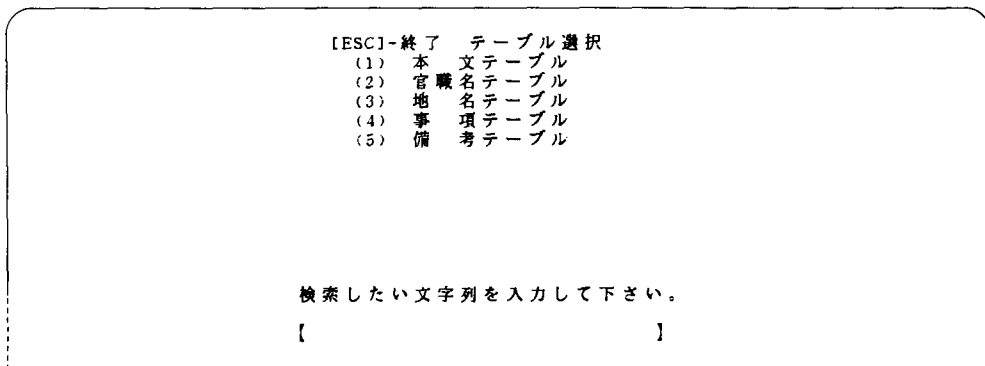 [ESC]-終了　テーブル選択
(1)　本　文テーブル
(2)　官職名テーブル
(3)　地　名テーブル
(4)　事　項テーブル
(5)　備　考テーブル
検索したい文字列を入力して下さい。
【　　　　　　　　　　】